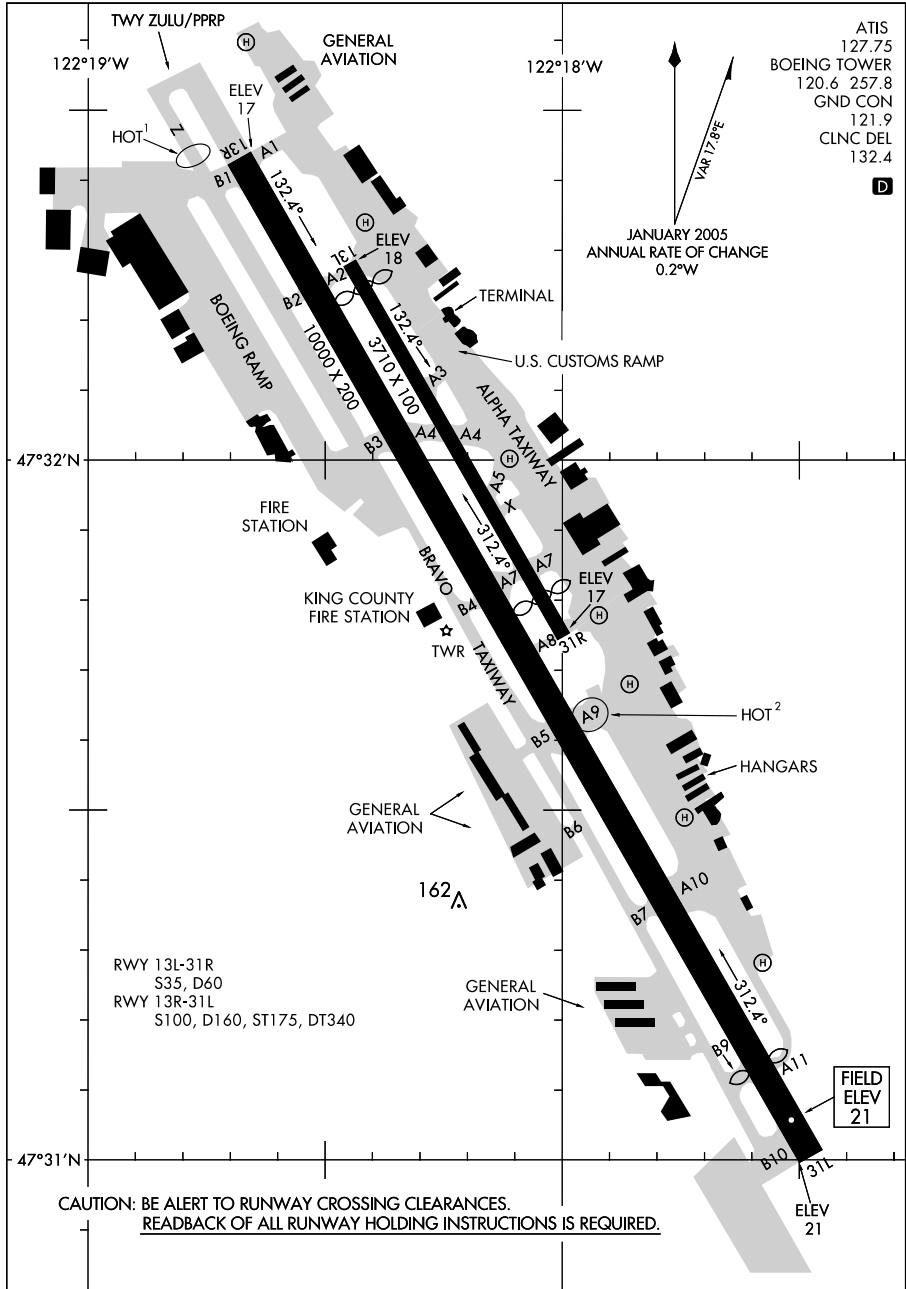 TWY ZULU/PPRP
122°19'W
GENERAL
AVIATION
122°18'W
ATIS
127.75
BOEING TOWER
120.6 257.8
GND CON
121.9
CLNC DEL
132.4
D
VAR 17.8°E
JANUARY 2005
ANNUAL RATE OF CHANGE
0.2°W
ELEV
17
HOT1
Z
H
13R
A1
B1
132.4°
H
13L
ELEV
18
A2
B2
TERMINAL
BOEING RAMP
132.4°
10000 X 200
3710 X 100
U.S. CUSTOMS RAMP
A3
ALPHA TAXIWAY
A4
A4
B3
47°32'N
H
A5
X
FIRE
STATION
312.4°
BRAVO
TAXIWAY
A7
A7
ELEV
17
KING COUNTY
FIRE STATION
B4
H
TWR
A8
31R
H
A9
HOT2
B5
HANGARS
GENERAL
AVIATION
B6
H
162
A10
B7
RWY 13L-31R
S35, D60
RWY 13R-31L
S100, D160, ST175, DT340
GENERAL
AVIATION
H
312.4°
B9
A11
FIELD
ELEV
21
47°31'N
B10
31L
ELEV
21
CAUTION: BE ALERT TO RUNWAY CROSSING CLEARANCES.
READBACK OF ALL RUNWAY HOLDING INSTRUCTIONS IS REQUIRED.